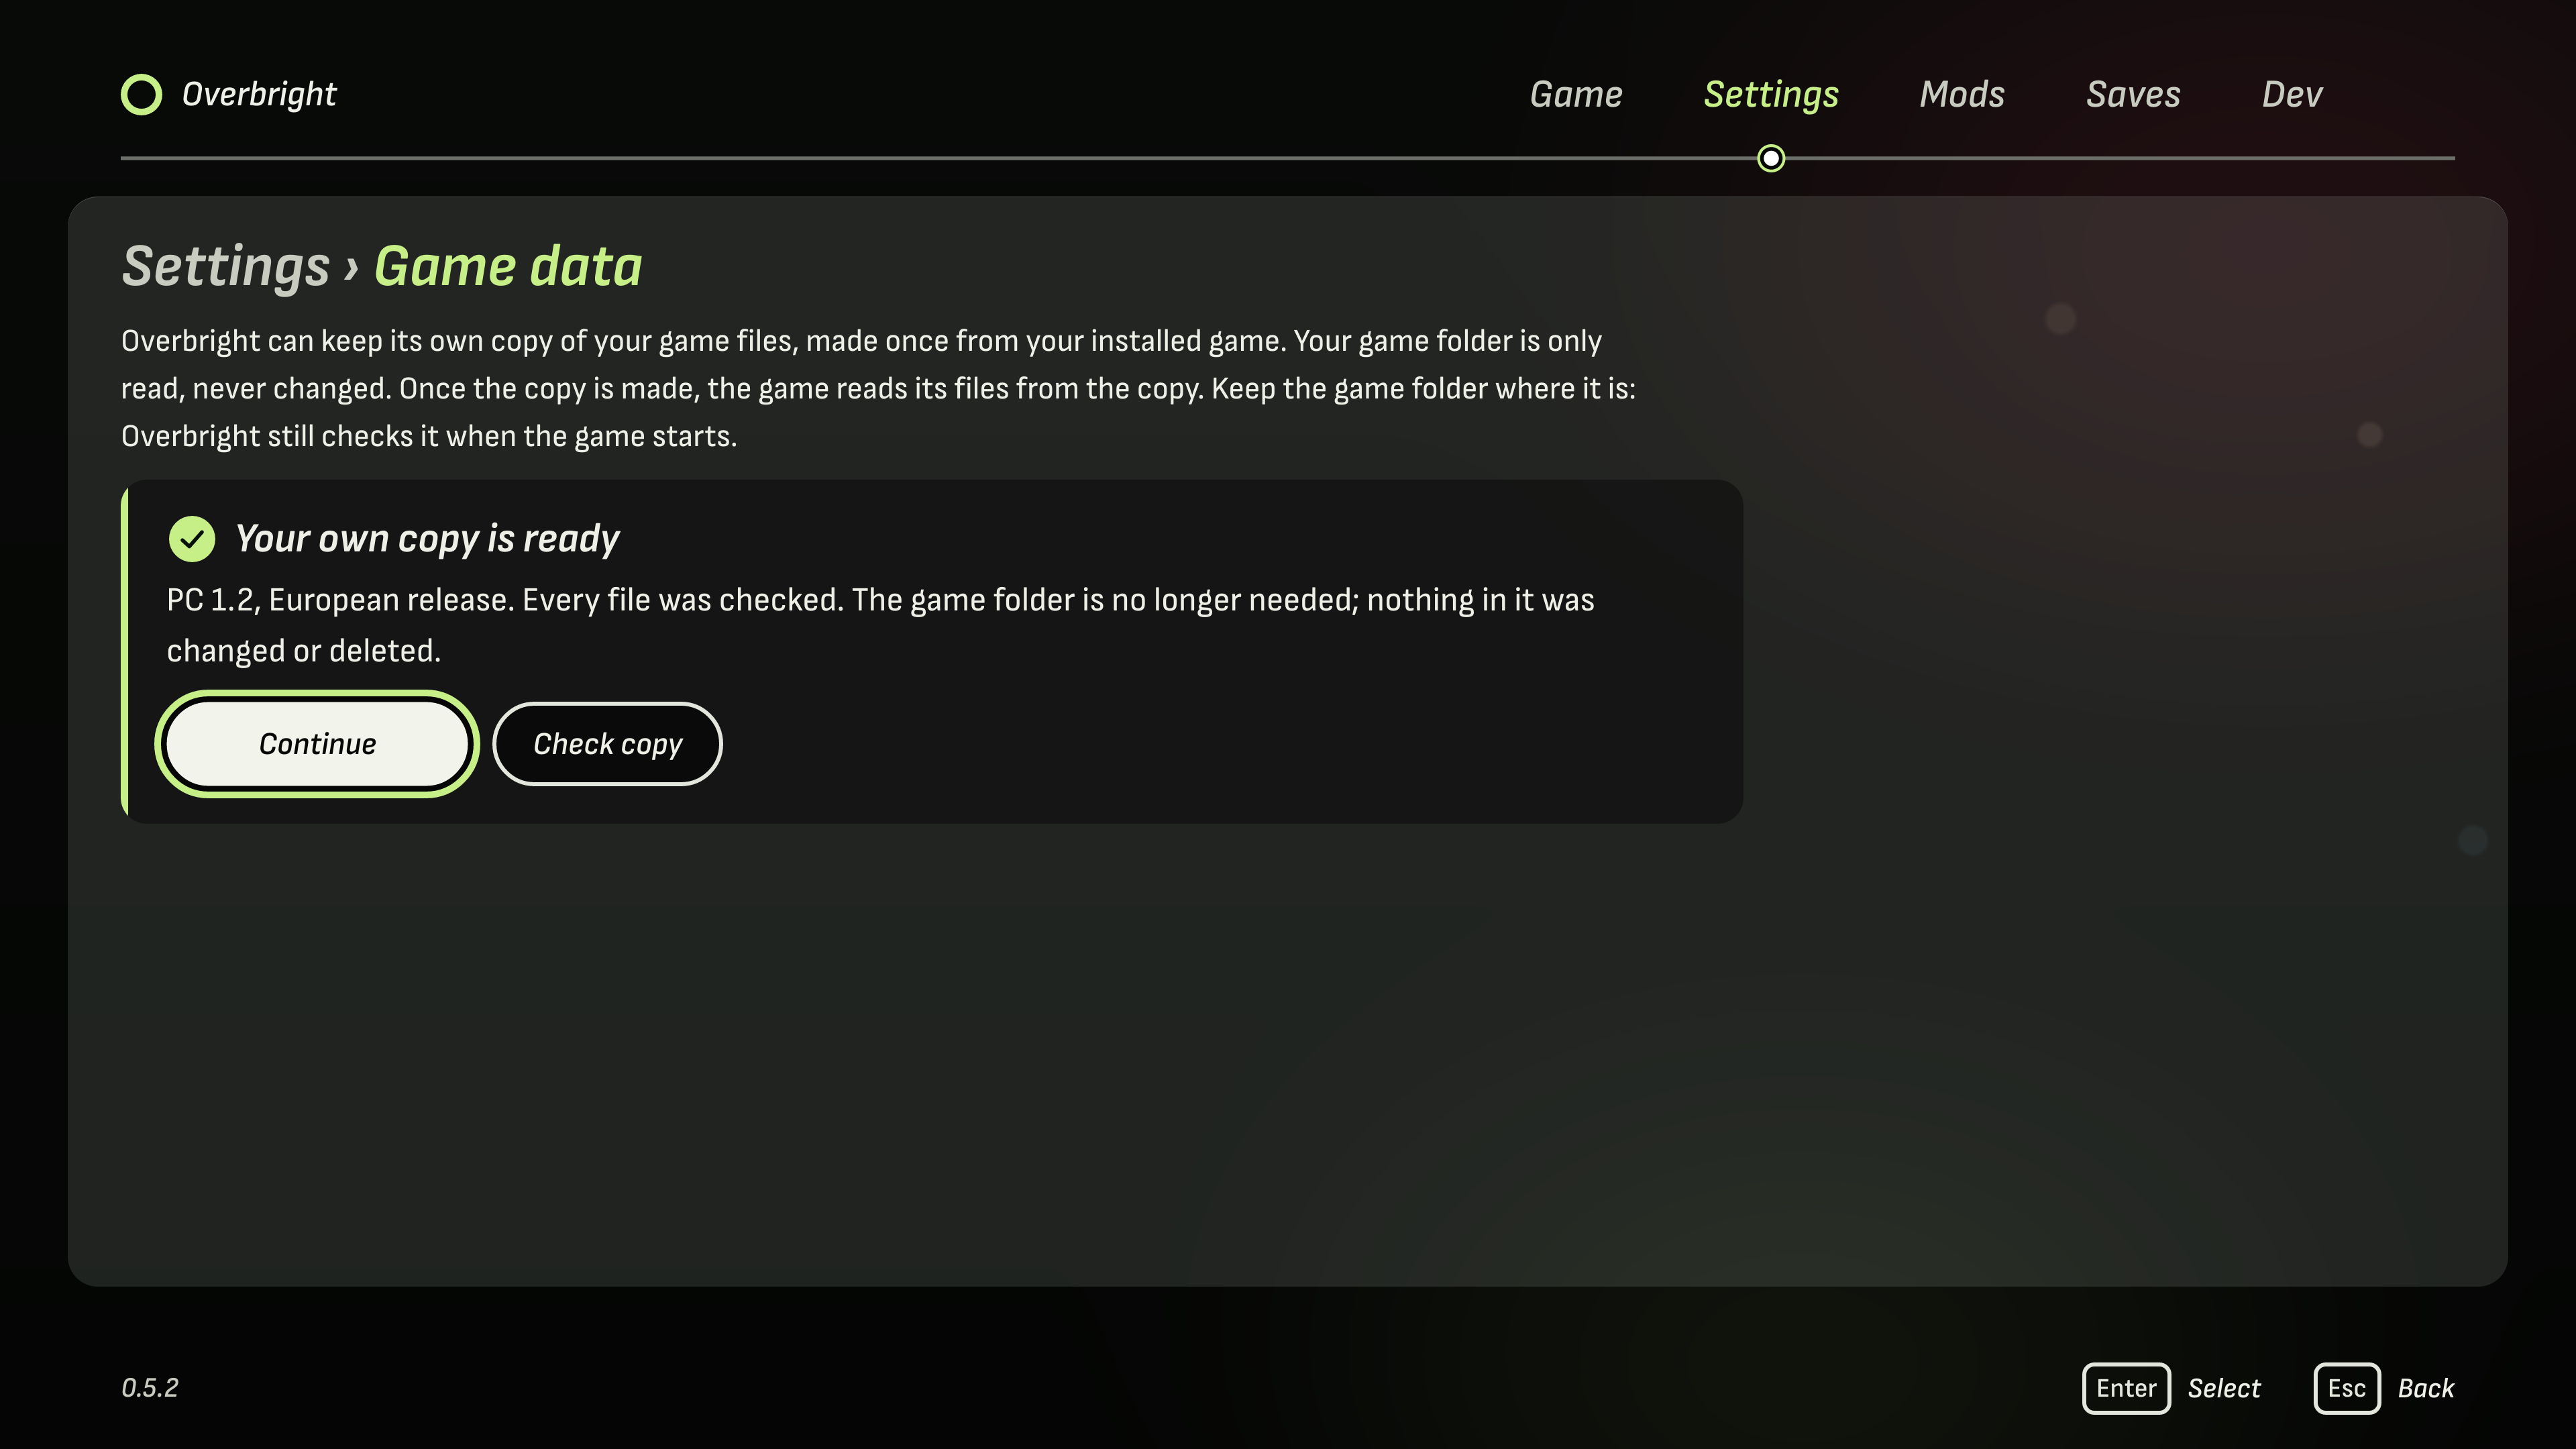 Overbright
Game Settings Mods Saves Dev
Settings › Game data
Overbright can keep its own copy of your game files, made once from your installed game. Your game folder is only
read, never changed. Once the copy is made, the game reads its files from the copy. Keep the game folder where it is:
Overbright still checks it when the game starts.
Your own copy is ready
PC 1.2, European release. Every file was checked. The game folder is no longer needed; nothing in it was
changed or deleted.
Continue Check copy
0.5.2 Enter Select Esc Back